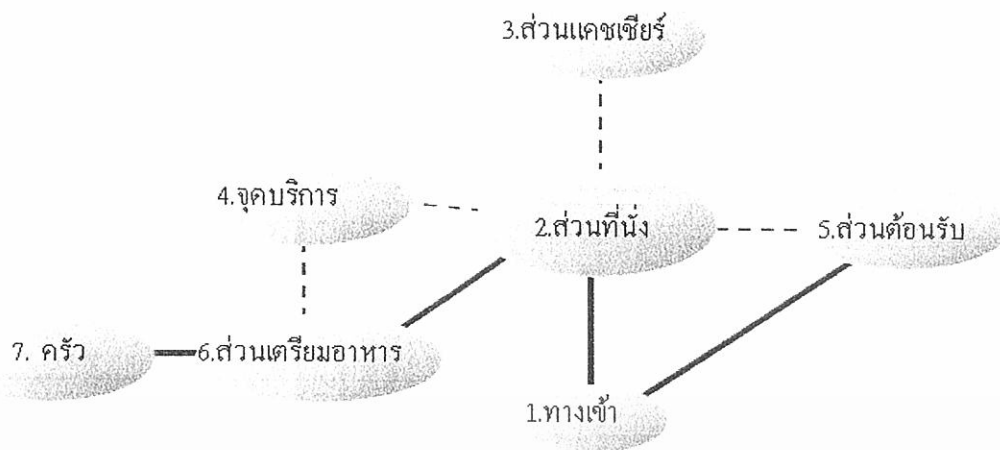 3.ส่วนแคชเชียร์
4.จุดบริการ
2.ส่วนที่นั่ง
5.ส่วนต้อนรับ
7. ครัว
6.ส่วนเตรียมอาหาร
1.ทางเข้า